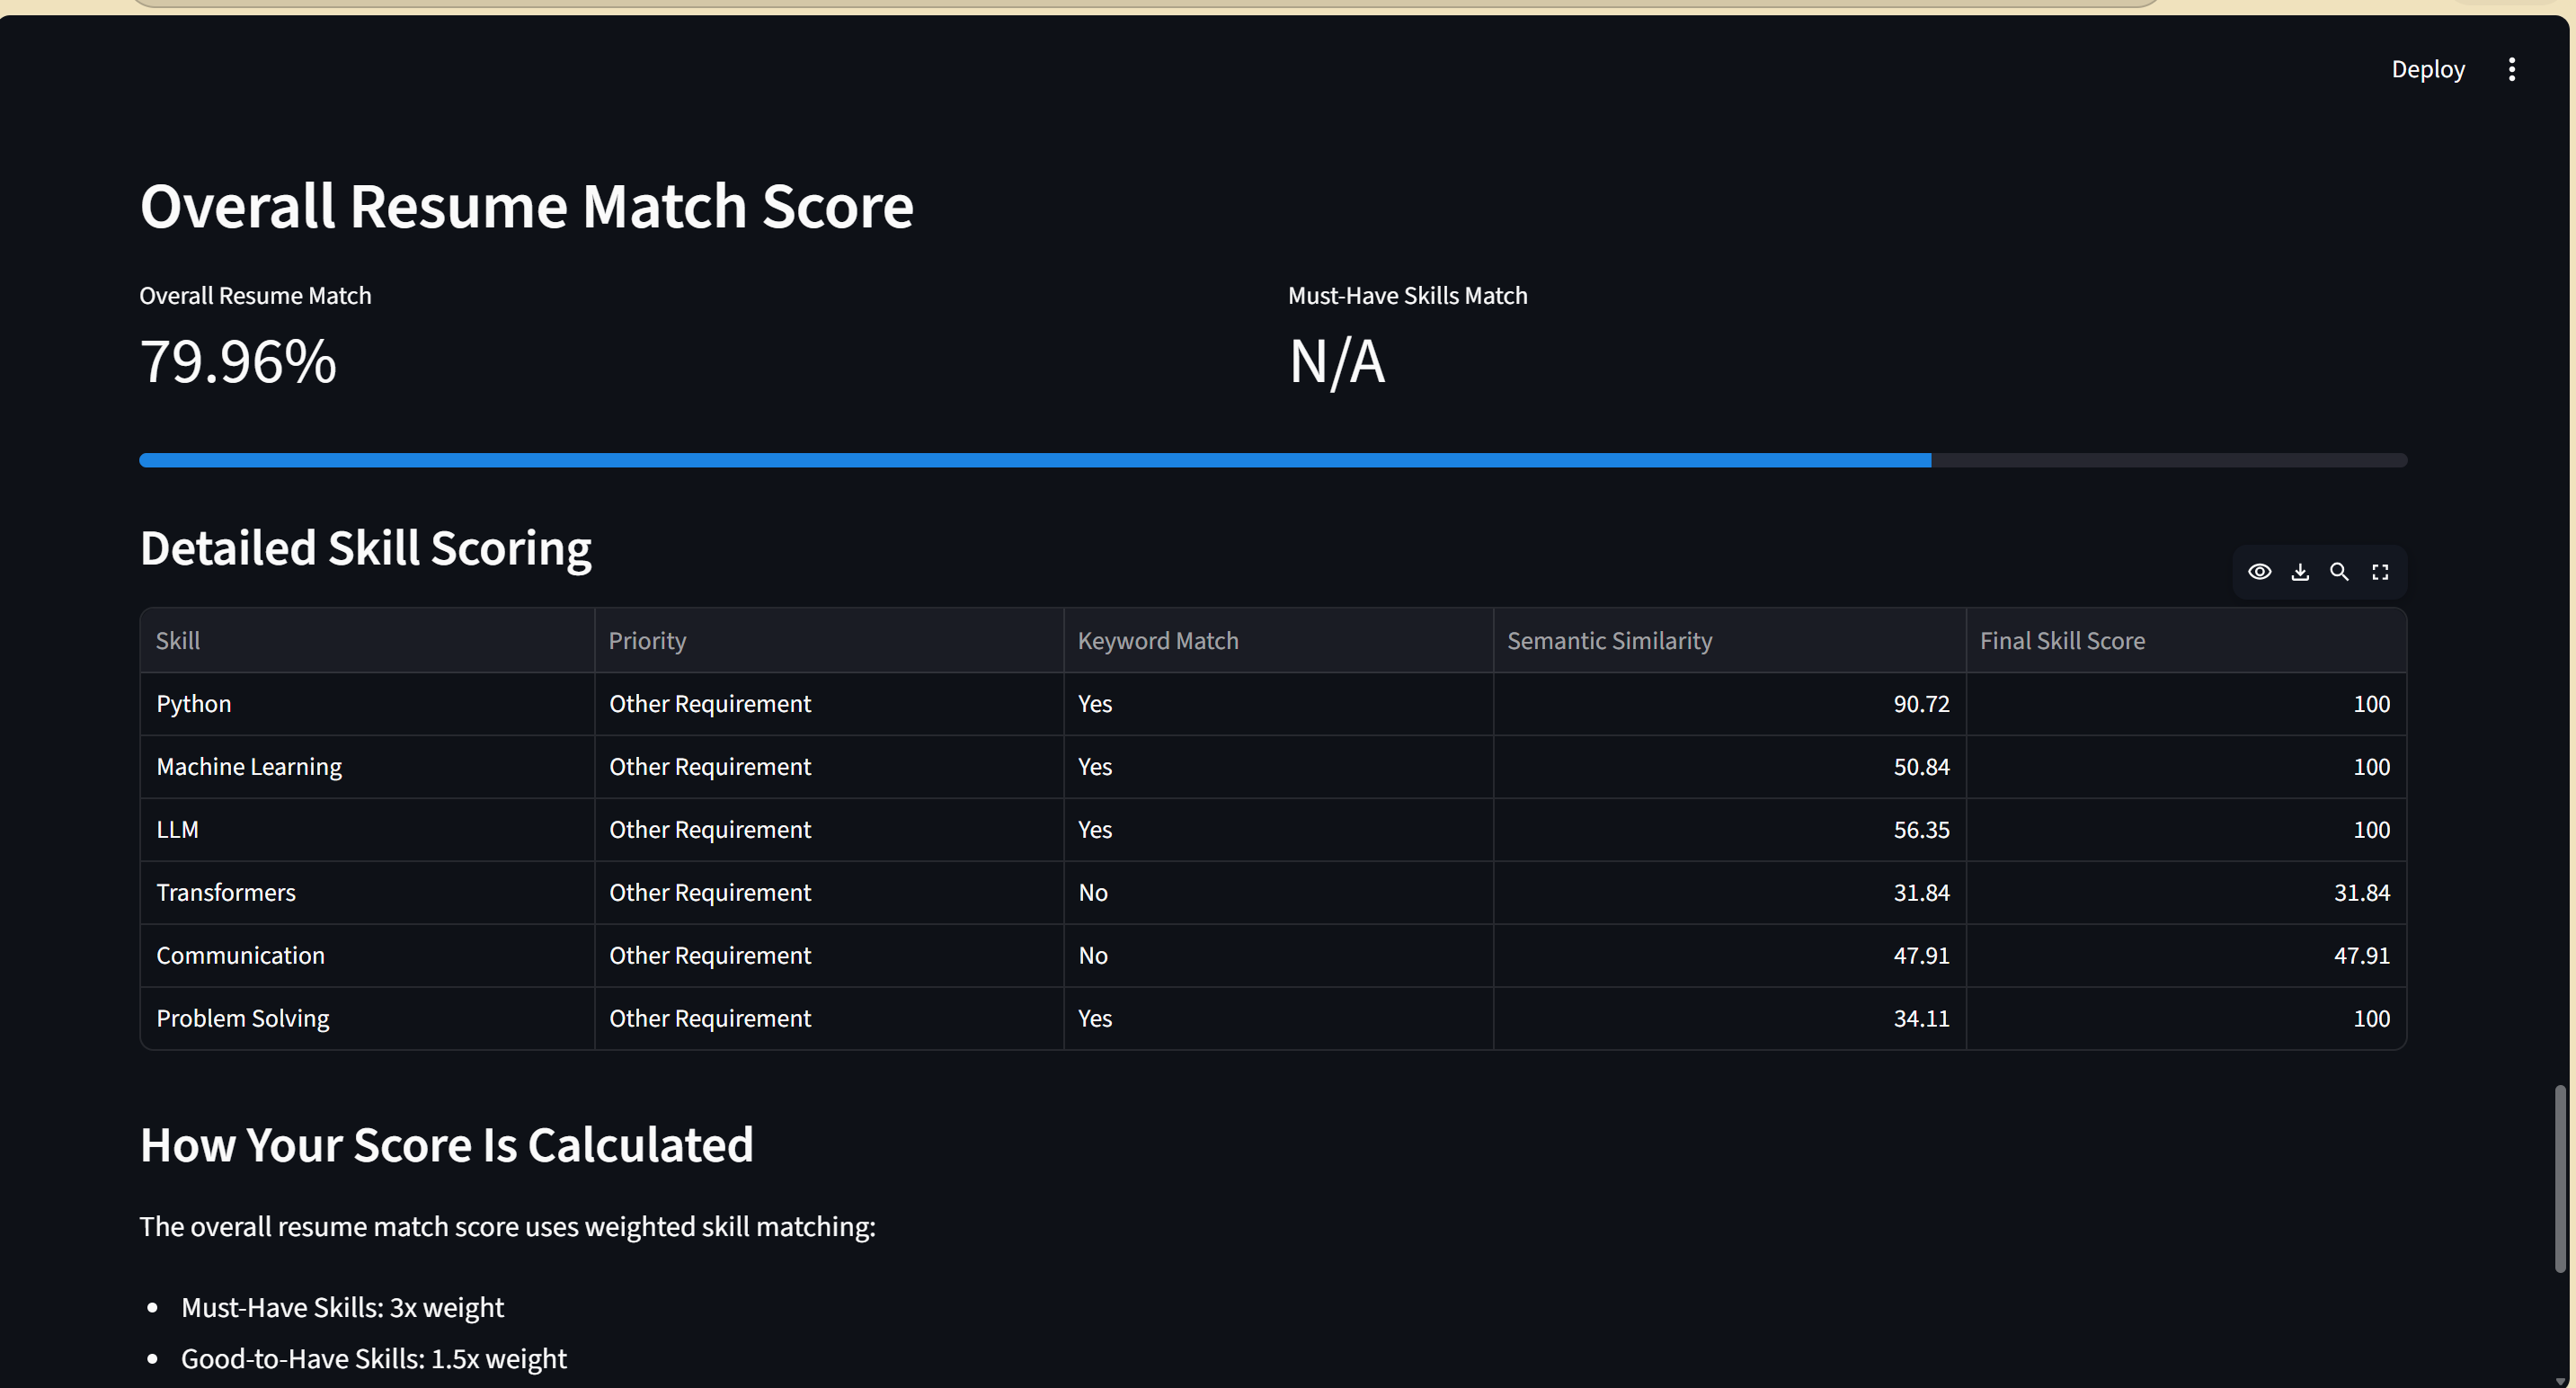 Deploy
Overall Resume Match Score
Overall Resume Match
Must-Have Skills Match
79.96%
N/A
Detailed Skill Scoring
Skill Priority Keyword Match Semantic Similarity Final Skill Score
Python Other Requirement Yes 90.72 100
Machine Learning Other Requirement Yes 50.84 100
LLM Other Requirement Yes 56.35 100
Transformers Other Requirement No 31.84 31.84
Communication Other Requirement No 47.91 47.91
Problem Solving Other Requirement Yes 34.11 100
How Your Score Is Calculated
The overall resume match score uses weighted skill matching:
• Must-Have Skills: 3x weight
• Good-to-Have Skills: 1.5x weight